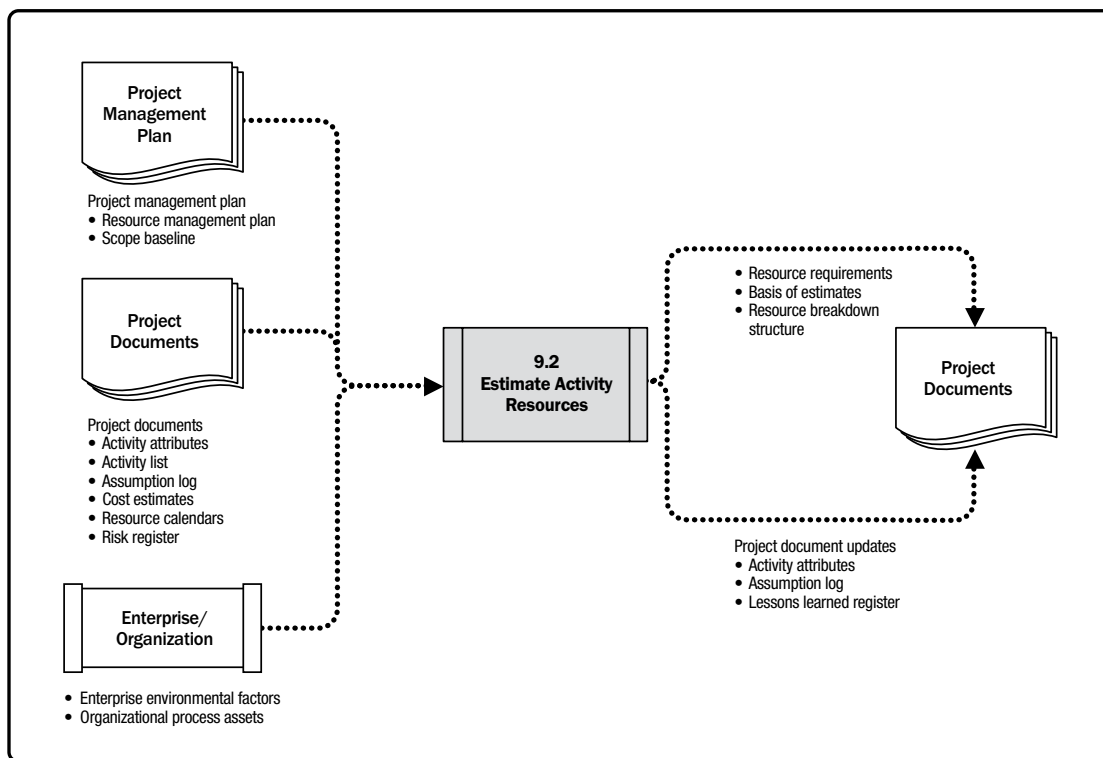 Project
Management
Plan
Project management plan
• Resource management plan
• Scope baseline
Project
Documents
Project documents
• Activity attributes
• Activity list
• Assumption log
• Cost estimates
• Resource calendars
• Risk register
Enterprise/
Organization
• Enterprise environmental factors
• Organizational process assets
9.2
Estimate Activity
Resources
• Resource requirements
• Basis of estimates
• Resource breakdown
structure
Project
Documents
Project document updates
• Activity attributes
• Assumption log
• Lessons learned register